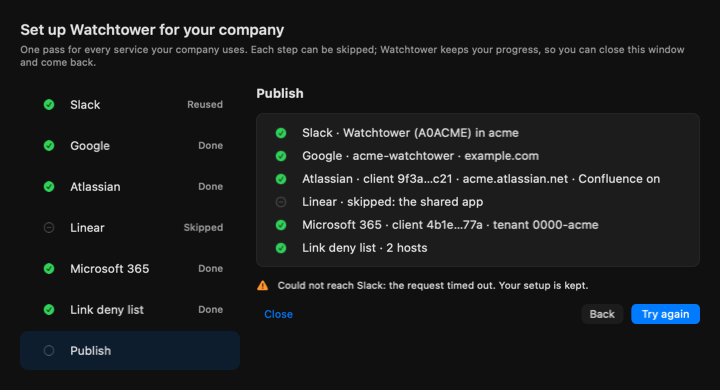 Set up Watchtower for your company
One pass for every service your company uses. Each step can be skipped; Watchtower keeps your progress, so you can close this window
and come back.
Slack Reused
Google Done
Atlassian Done
Linear Skipped
Microsoft 365 Done
Link deny list Done
Publish
Publish
Slack · Watchtower (A0ACME) in acme
Google · acme-watchtower · example.com
Atlassian · client 9f3a…c21 · acme.atlassian.net · Confluence on
Linear · skipped: the shared app
Microsoft 365 · client 4b1e…77a · tenant 0000-acme
Link deny list · 2 hosts
Could not reach Slack: the request timed out. Your setup is kept.
Close Back Try again